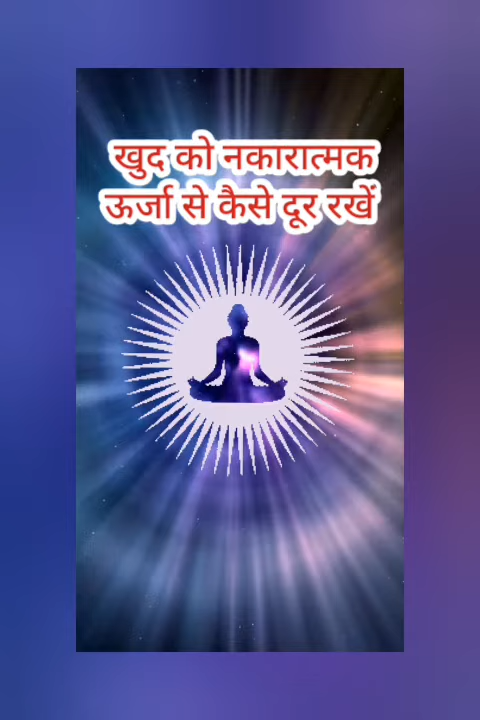 खुद को नकारात्मक
ऊर्जा से कैसे दूर रखें